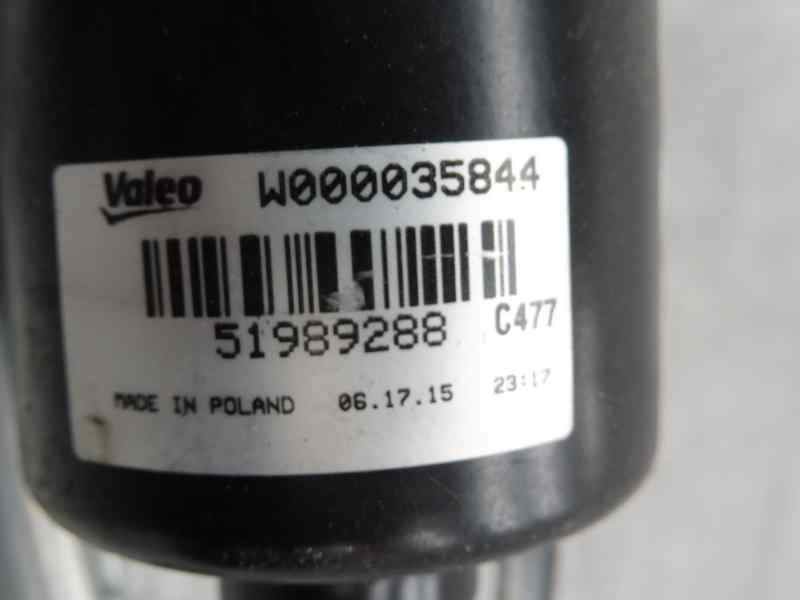 Valeo W000035844
51989288 C477
MADE IN POLAND 06.17.15 23:17